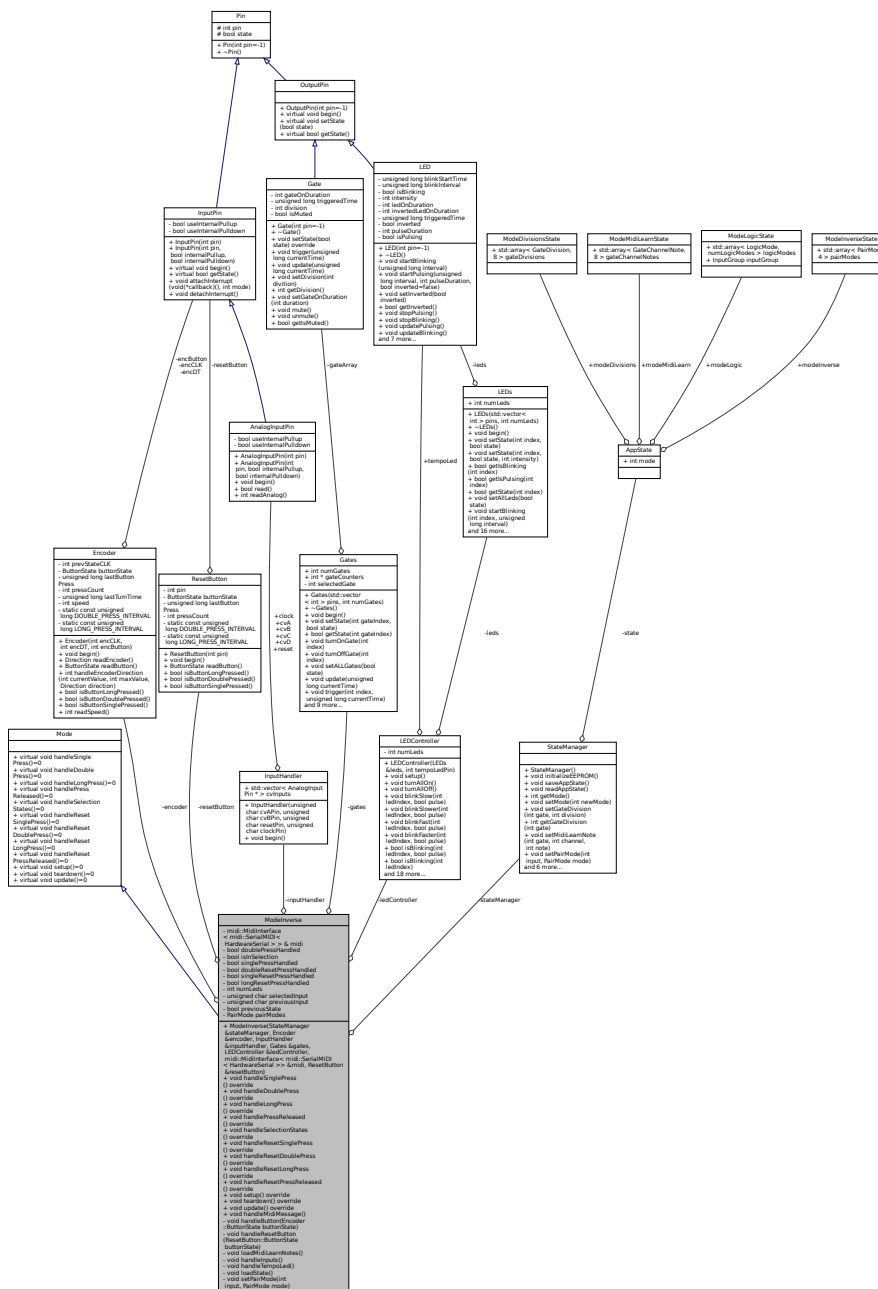 Pin
# int pin
# bool state
+ Pin(int pin=-1)
+ ~Pin()
OutputPin
+ OutputPin(int pin=-1)
+ virtual void begin()
+ virtual void setState
(bool state)
+ virtual bool getState()
LED
- unsigned long blinkStartTime
- unsigned long blinkInterval
- bool isBlinking
- int intensity
- int ledOnDuration
- int invertedLedOnDuration
- unsigned long triggeredTime
- bool inverted
- int pulseDuration
- bool isPulsing
+ LED(int pin=-1)
+ ~LED()
+ void startBlinking
(unsigned long interval)
+ void startPulsing(unsigned
long interval, int pulseDuration,
bool inverted=false)
+ void setInverted(bool
inverted)
+ bool getInverted()
+ void stopPulsing()
+ void stopBlinking()
+ void updatePulsing()
+ void updateBlinking()
and 7 more...
Gate
- int gateOnDuration
- unsigned long triggeredTime
- int division
- bool isMuted
+ Gate(int pin=-1)
+ ~Gate()
+ void setState(bool
state) override
+ void trigger(unsigned
long currentTime)
+ void update(unsigned
long currentTime)
+ void setDivision(int
divition)
+ int getDivision()
+ void setGateOnDuration
(int duration)
+ void mute()
+ void unmute()
+ bool getIsMuted()
InputPin
- bool useInternalPullup
- bool useInternalPulldown
+ InputPin(int pin)
+ InputPin(int pin,
bool internalPullup,
bool internalPulldown)
+ virtual void begin()
+ virtual bool getState()
+ void attachInterrupt
(void(*callback)(), int mode)
+ void detachInterrupt()
ModeDivisionsState
+ std::array< GateDivision,
8 > gateDivisions
ModeMidiLearnState
+ std::array< GateChannelNote,
8 > gateChannelNotes
ModeLogicState
+ std::array< LogicMode,
numLogicModes > logicModes
+ InputGroup inputGroup
ModeInverseState
+ std::array< PairMo
4 > pairModes
-encButton
-encCLK
-encDT
-resetButton
-gateArray
-leds
+modeDivisions
+modeMidiLearn
+modeLogic
+modeInverse
LEDs
+ int numLeds
+ LEDs(std::vector<
int > pins, int numLeds)
+ ~LEDs()
+ void begin()
+ void setState(int index,
bool state)
+ void setState(int index,
bool state, int intensity)
+ bool getIsBlinking
(int index)
+ bool getIsPulsing(int
index)
+ bool getState(int index)
+ void setAllLeds(bool
state)
+ void startBlinking
(int index, unsigned
long interval)
and 16 more...
AnalogInputPin
- bool useInternalPullup
- bool useInternalPulldown
+ AnalogInputPin(int pin)
+ AnalogInputPin(int
pin, bool internalPullup,
bool internalPulldown)
+ void begin()
+ bool read()
+ int readAnalog()
+tempoLed
AppState
+ int mode
Encoder
- int prevStateCLK
- ButtonState buttonState
- unsigned long lastButton
Press
- int pressCount
- unsigned long lastTurnTime
- int speed
- static const unsigned
long DOUBLE_PRESS_INTERVAL
- static const unsigned
long LONG_PRESS_INTERVAL
+ Encoder(int encCLK,
int encDT, int encButton)
+ void begin()
+ Direction readEncoder()
+ ButtonState readButton()
+ int handleEncoderDirection
(int currentValue, int maxValue,
Direction direction)
+ bool isButtonLongPressed()
+ bool isButtonDoublePressed()
+ bool isButtonSinglePressed()
+ int readSpeed()
ResetButton
- int pin
- ButtonState buttonState
- unsigned long lastButton
Press
- int pressCount
- static const unsigned
long DOUBLE_PRESS_INTERVAL
- static const unsigned
long LONG_PRESS_INTERVAL
+ ResetButton(int pin)
+ void begin()
+ ButtonState readButton()
+ bool isButtonLongPressed()
+ bool isButtonDoublePressed()
+ bool isButtonSinglePressed()
+clock
+cvA
+cvB
+cvC
+cvD
+reset
Gates
+ int numGates
+ int * gateCounters
- int selectedGate
+ Gates(std::vector
< int > pins, int numGates)
+ ~Gates()
+ void begin()
+ void setState(int gateIndex,
bool state)
+ bool getState(int gateIndex)
+ void turnOnGate(int
index)
+ void turnOffGate(int
index)
+ void setALLGates(bool
state)
+ void update(unsigned
long currentTime)
+ void trigger(int index,
unsigned long currentTime)
and 9 more...
-leds
-state
Mode
+ virtual void handleSingle
Press()=0
+ virtual void handleDouble
Press()=0
+ virtual void handleLongPress()=0
+ virtual void handlePress
Released()=0
+ virtual void handleSelection
States()=0
+ virtual void handleReset
SinglePress()=0
+ virtual void handleReset
DoublePress()=0
+ virtual void handleReset
LongPress()=0
+ virtual void handleReset
PressReleased()=0
+ virtual void setup()=0
+ virtual void teardown()=0
+ virtual void update()=0
InputHandler
+ std::vector< AnalogInput
Pin * > cvInputs
+ InputHandler(unsigned
char cvAPin, unsigned
char cvBPin, unsigned
char resetPin, unsigned
char clockPin)
+ void begin()
LEDController
- int numLeds
+ LEDController(LEDs
&leds, int tempoLedPin)
+ void setup()
+ void turnAllOn()
+ void turnAllOff()
+ void blinkSlow(int
ledIndex, bool pulse)
+ void blinkSlower(int
ledIndex, bool pulse)
+ void blinkFast(int
ledIndex, bool pulse)
+ void blinkFaster(int
ledIndex, bool pulse)
+ bool isBlinking(int
ledIndex, bool pulse)
+ bool isBlinking(int
ledIndex)
and 18 more...
StateManager
+ StateManager()
+ void initializeEEPROM()
+ void saveAppState()
+ void readAppState()
+ int getMode()
+ void setMode(int newMode)
+ void setGateDivision
(int gate, int division)
+ int getGateDivision
(int gate)
+ void setMidiLearnNote
(int gate, int channel,
int note)
+ void setPairMode(int
input, PairMode mode)
and 6 more...
-encoder
-resetButton
-gates
-inputHandler
-ledController
-stateManager
ModeInverse
- midi::MidiInterface
< midi::SerialMIDI<
HardwareSerial > > & midi
- bool doublePressHandled
- bool isInSelection
- bool singlePressHandled
- bool doubleResetPressHandled
- bool singleResetPressHandled
- bool longResetPressHandled
- int numLeds
- unsigned char selectedInput
- unsigned char previousInput
- bool previousState
- PairMode pairModes
+ ModeInverse(StateManager
&stateManager, Encoder
&encoder, InputHandler
&inputHandler, Gates &gates,
LEDController &ledController,
midi::MidiInterface< midi::SerialMIDI
< HardwareSerial >> &midi, ResetButton
&resetButton)
+ void handleSinglePress
() override
+ void handleDoublePress
() override
+ void handleLongPress
() override
+ void handlePressReleased
() override
+ void handleSelectionStates
() override
+ void handleResetSinglePress
() override
+ void handleResetDoublePress
() override
+ void handleResetLongPress
() override
+ void handleResetPressReleased
() override
+ void setup() override
+ void teardown() override
+ void update() override
+ void handleMidiMessage()
- void handleButton(Encoder
::ButtonState buttonState)
- void handleResetButton
(ResetButton::ButtonState
buttonState)
- void loadMidiLearnNotes()
- void handleInputs()
- void handleTempoLed()
- void loadState()
- void setPairMode(int
input, PairMode mode)